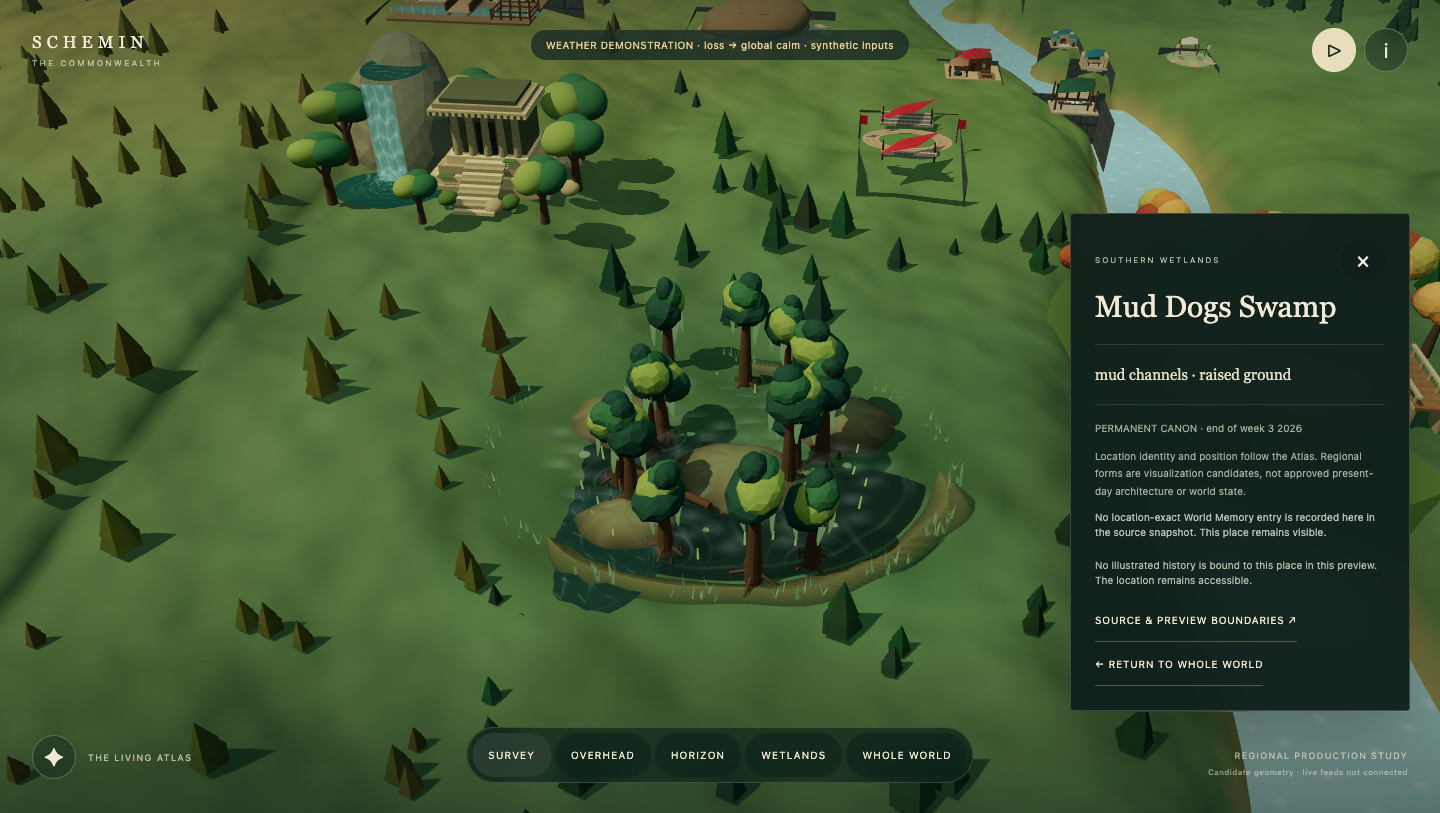 SCHEMIN
THE COMMONWEALTH
WEATHER DEMONSTRATION · loss → global calm · synthetic inputs
i
SOUTHERN WETLANDS
×
Mud Dogs Swamp
mud channels · raised ground
PERMANENT CANON · end of week 3 2026
Location identity and position follow the Atlas. Regional
forms are visualization candidates, not approved present-
day architecture or world state.
No location-exact World Memory entry is recorded here in
the source snapshot. This place remains visible.
No illustrated history is bound to this place in this preview.
The location remains accessible.
SOURCE & PREVIEW BOUNDARIES ↗
← RETURN TO WHOLE WORLD
THE LIVING ATLAS
SURVEY
OVERHEAD
HORIZON
WETLANDS
WHOLE WORLD
REGIONAL PRODUCTION STUDY
Candidate geometry · live feeds not connected